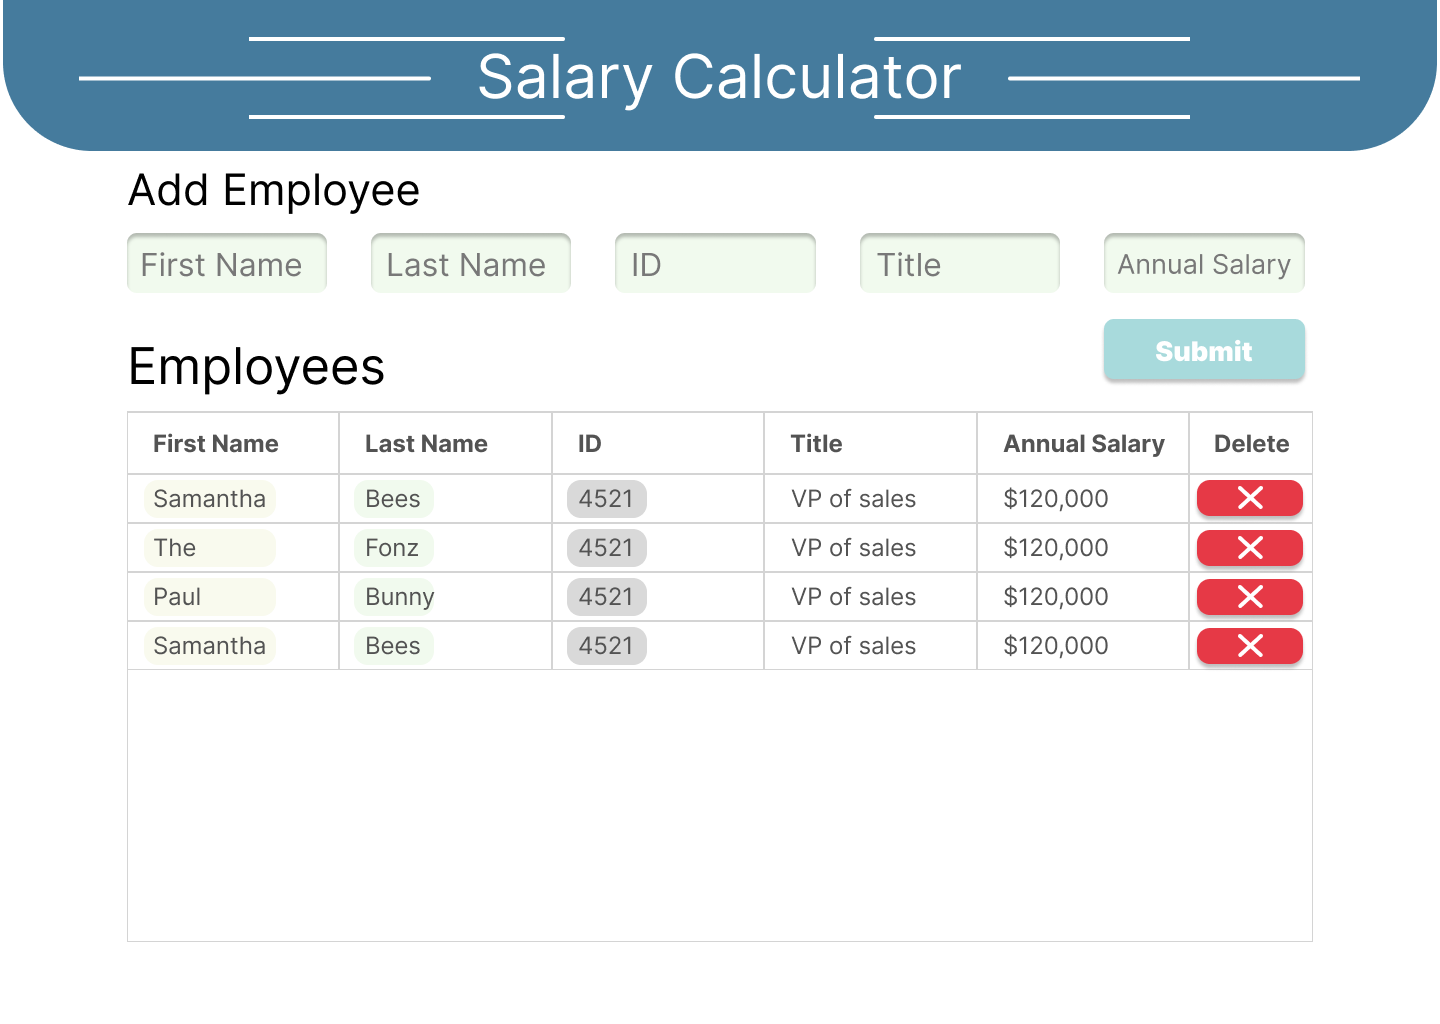 Salary Calculator
Add Employee
First Name Last Name ID Title Annual Salary
Submit
Employees
First Name Last Name ID Title Annual Salary Delete
Samantha Bees 4521 VP of sales $120,000
The Fonz 4521 VP of sales $120,000
Paul Bunny 4521 VP of sales $120,000
Samantha Bees 4521 VP of sales $120,000